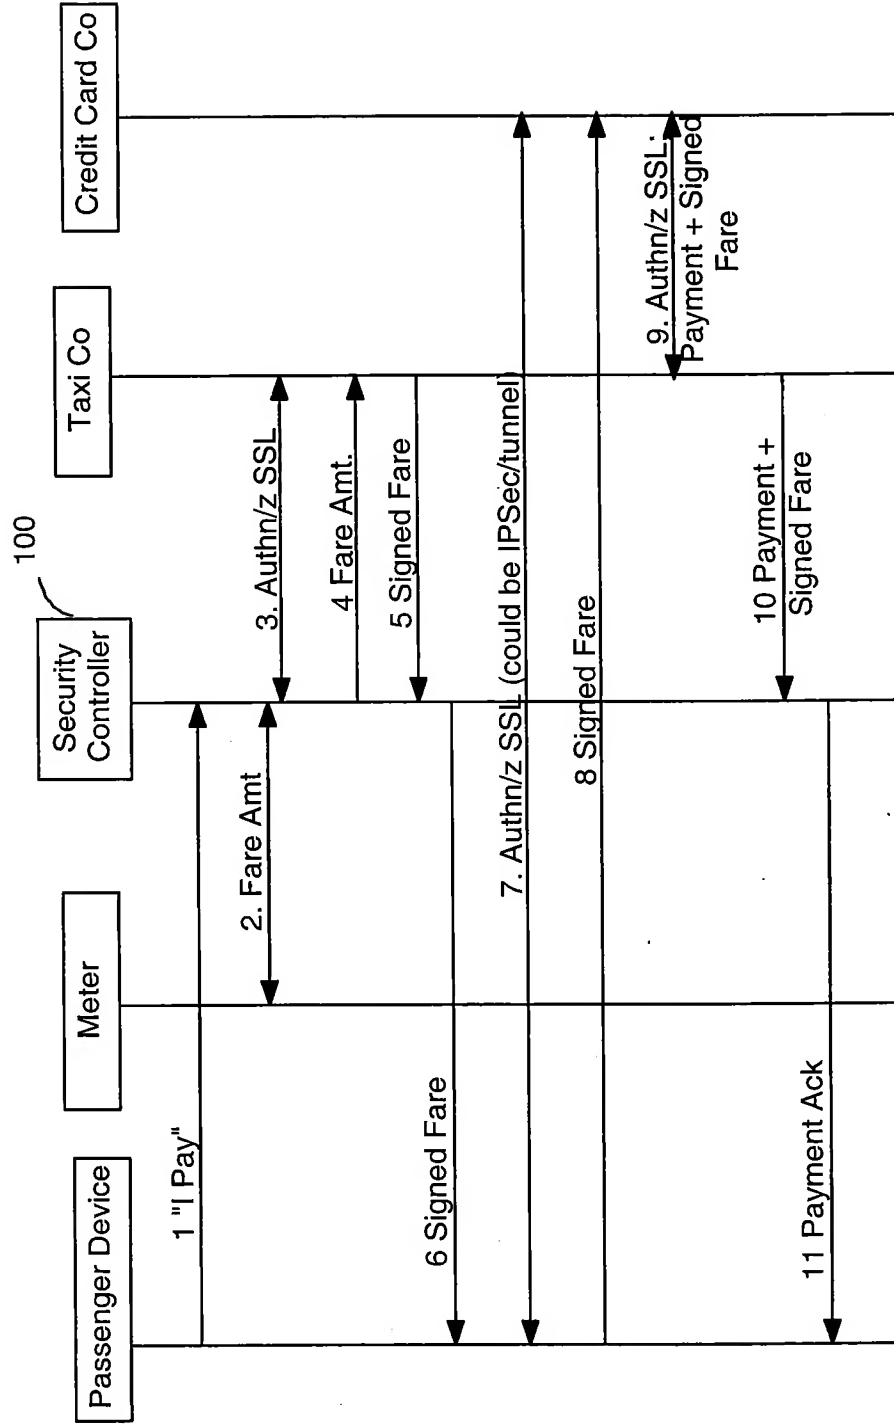 Passenger Device
Meter
Security
Controller
100
Taxi Co
Credit Card Co
1 "I Pay"
2. Fare Amt
3. Authn/z SSL
4 Fare Amt.
5 Signed Fare
6 Signed Fare
7. Authn/z SSL (could be IPSec/tunnel)
8 Signed Fare
9. Authn/z SSL.
Payment + Signed
Fare
10 Payment +
Signed Fare
11 Payment Ack